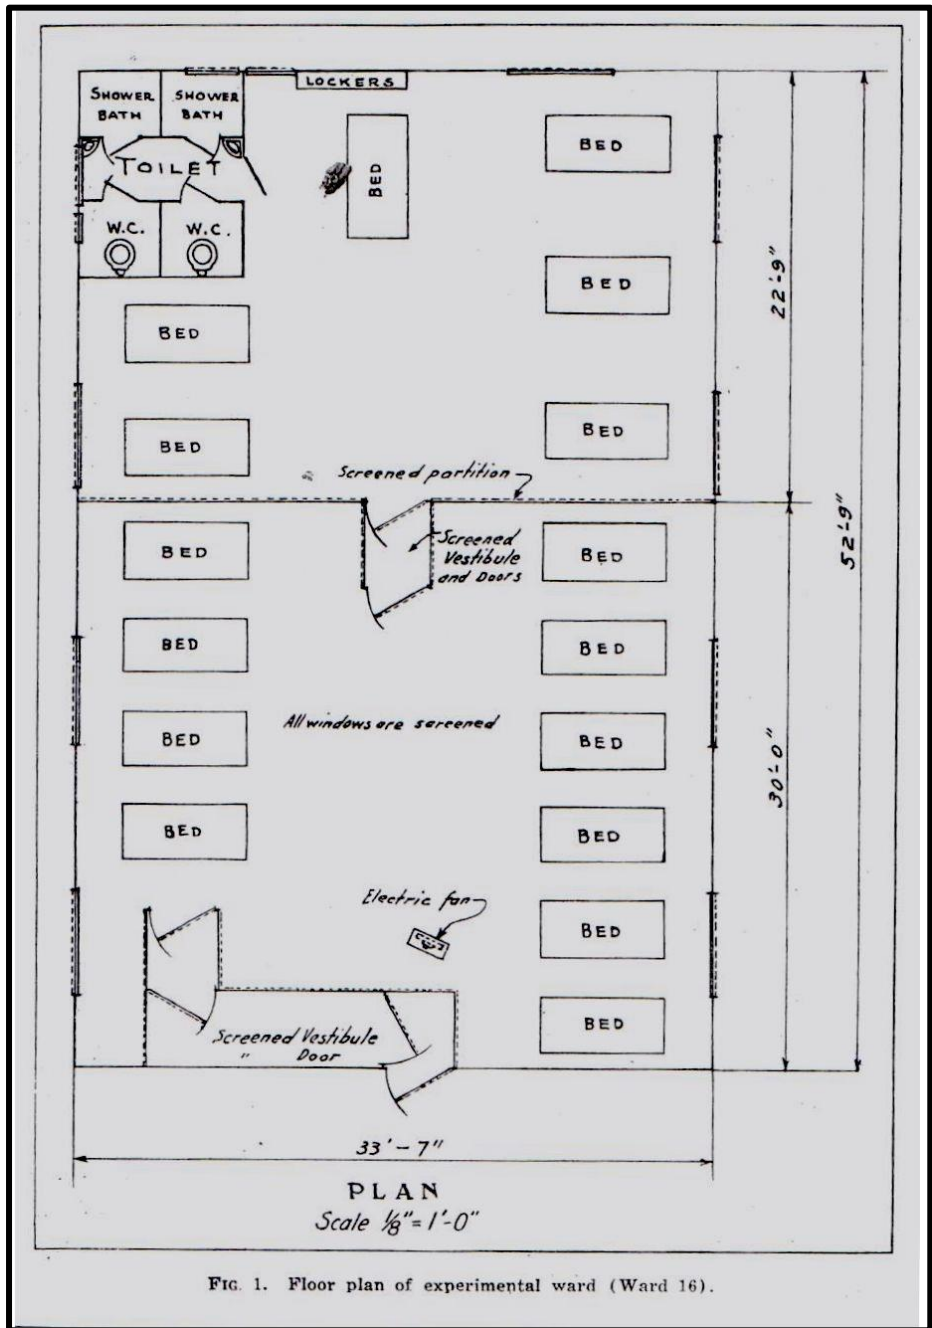 LOCKERS
SHOWER BATH
SHOWER BATH
TOILET
W.C.
W.C.
BED
BED
BED
BED
BED
BED
BED
22'-9"
Screened partition
Screened
Vestibule
and Doors
52'-9"
BED
BED
BED
BED
BED
BED
BED
BED
BED
BED
All windows are screened
30'-0"
Electric fan
Screened Vestibule
" Door
33'-7"
PLAN
Scale 1/8" = 1'-0"
FIG. 1. Floor plan of experimental ward (Ward 16).